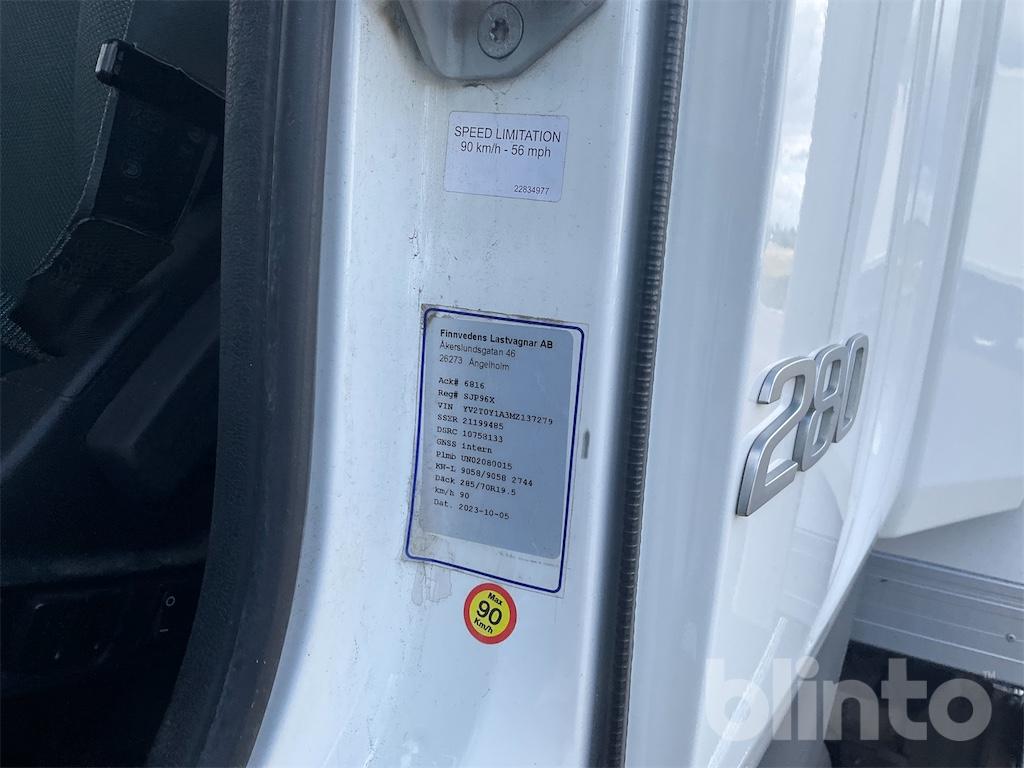 SPEED LIMITATION
90 km/h - 56 mph
22834977
Finnvedens Lastvagnar AB
Åkerslundsgatan 46
26273 Ängelholm
Ack# 6816
Reg# SJP96X
VIN YV2T0Y1A3MZ137279
SSER 21199485
DSRC 10758133
GNSS intern
Plmb UN02080015
KW-L 9058/9058 2744
Däck 285/70R19.5
km/h 90
Dat. 2023-10-05
Max
90
Km/h
280
blinto™